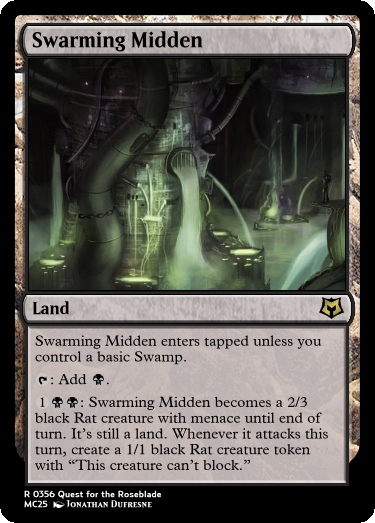 Swarming Midden
Land
Swarming Midden enters tapped unless you
control a basic Swamp.
: Add .
1 : Swarming Midden becomes a 2/3
black Rat creature with menace until end of
turn. It's still a land. Whenever it attacks this
turn, create a 1/1 black Rat creature token
with “This creature can't block.”
R 0356 Quest for the Roseblade
MC25 Jonathan Dufresne